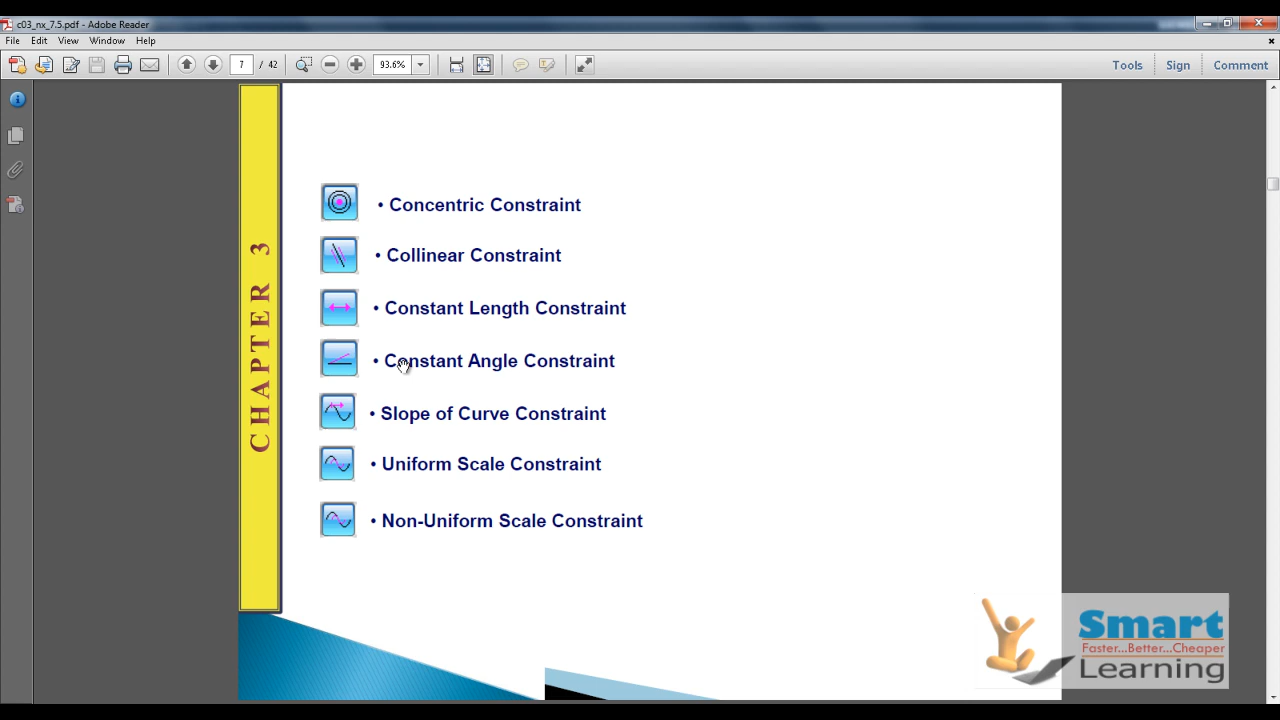 c03_nx_7.5.pdf - Adobe Reader
File Edit View Window Help
7 / 42 93.6% Tools Sign Comment
CHAPTER 3
• Concentric Constraint
• Collinear Constraint
• Constant Length Constraint
• Constant Angle Constraint
• Slope of Curve Constraint
• Uniform Scale Constraint
• Non-Uniform Scale Constraint
Smart
Faster...Better...Cheaper
Learning